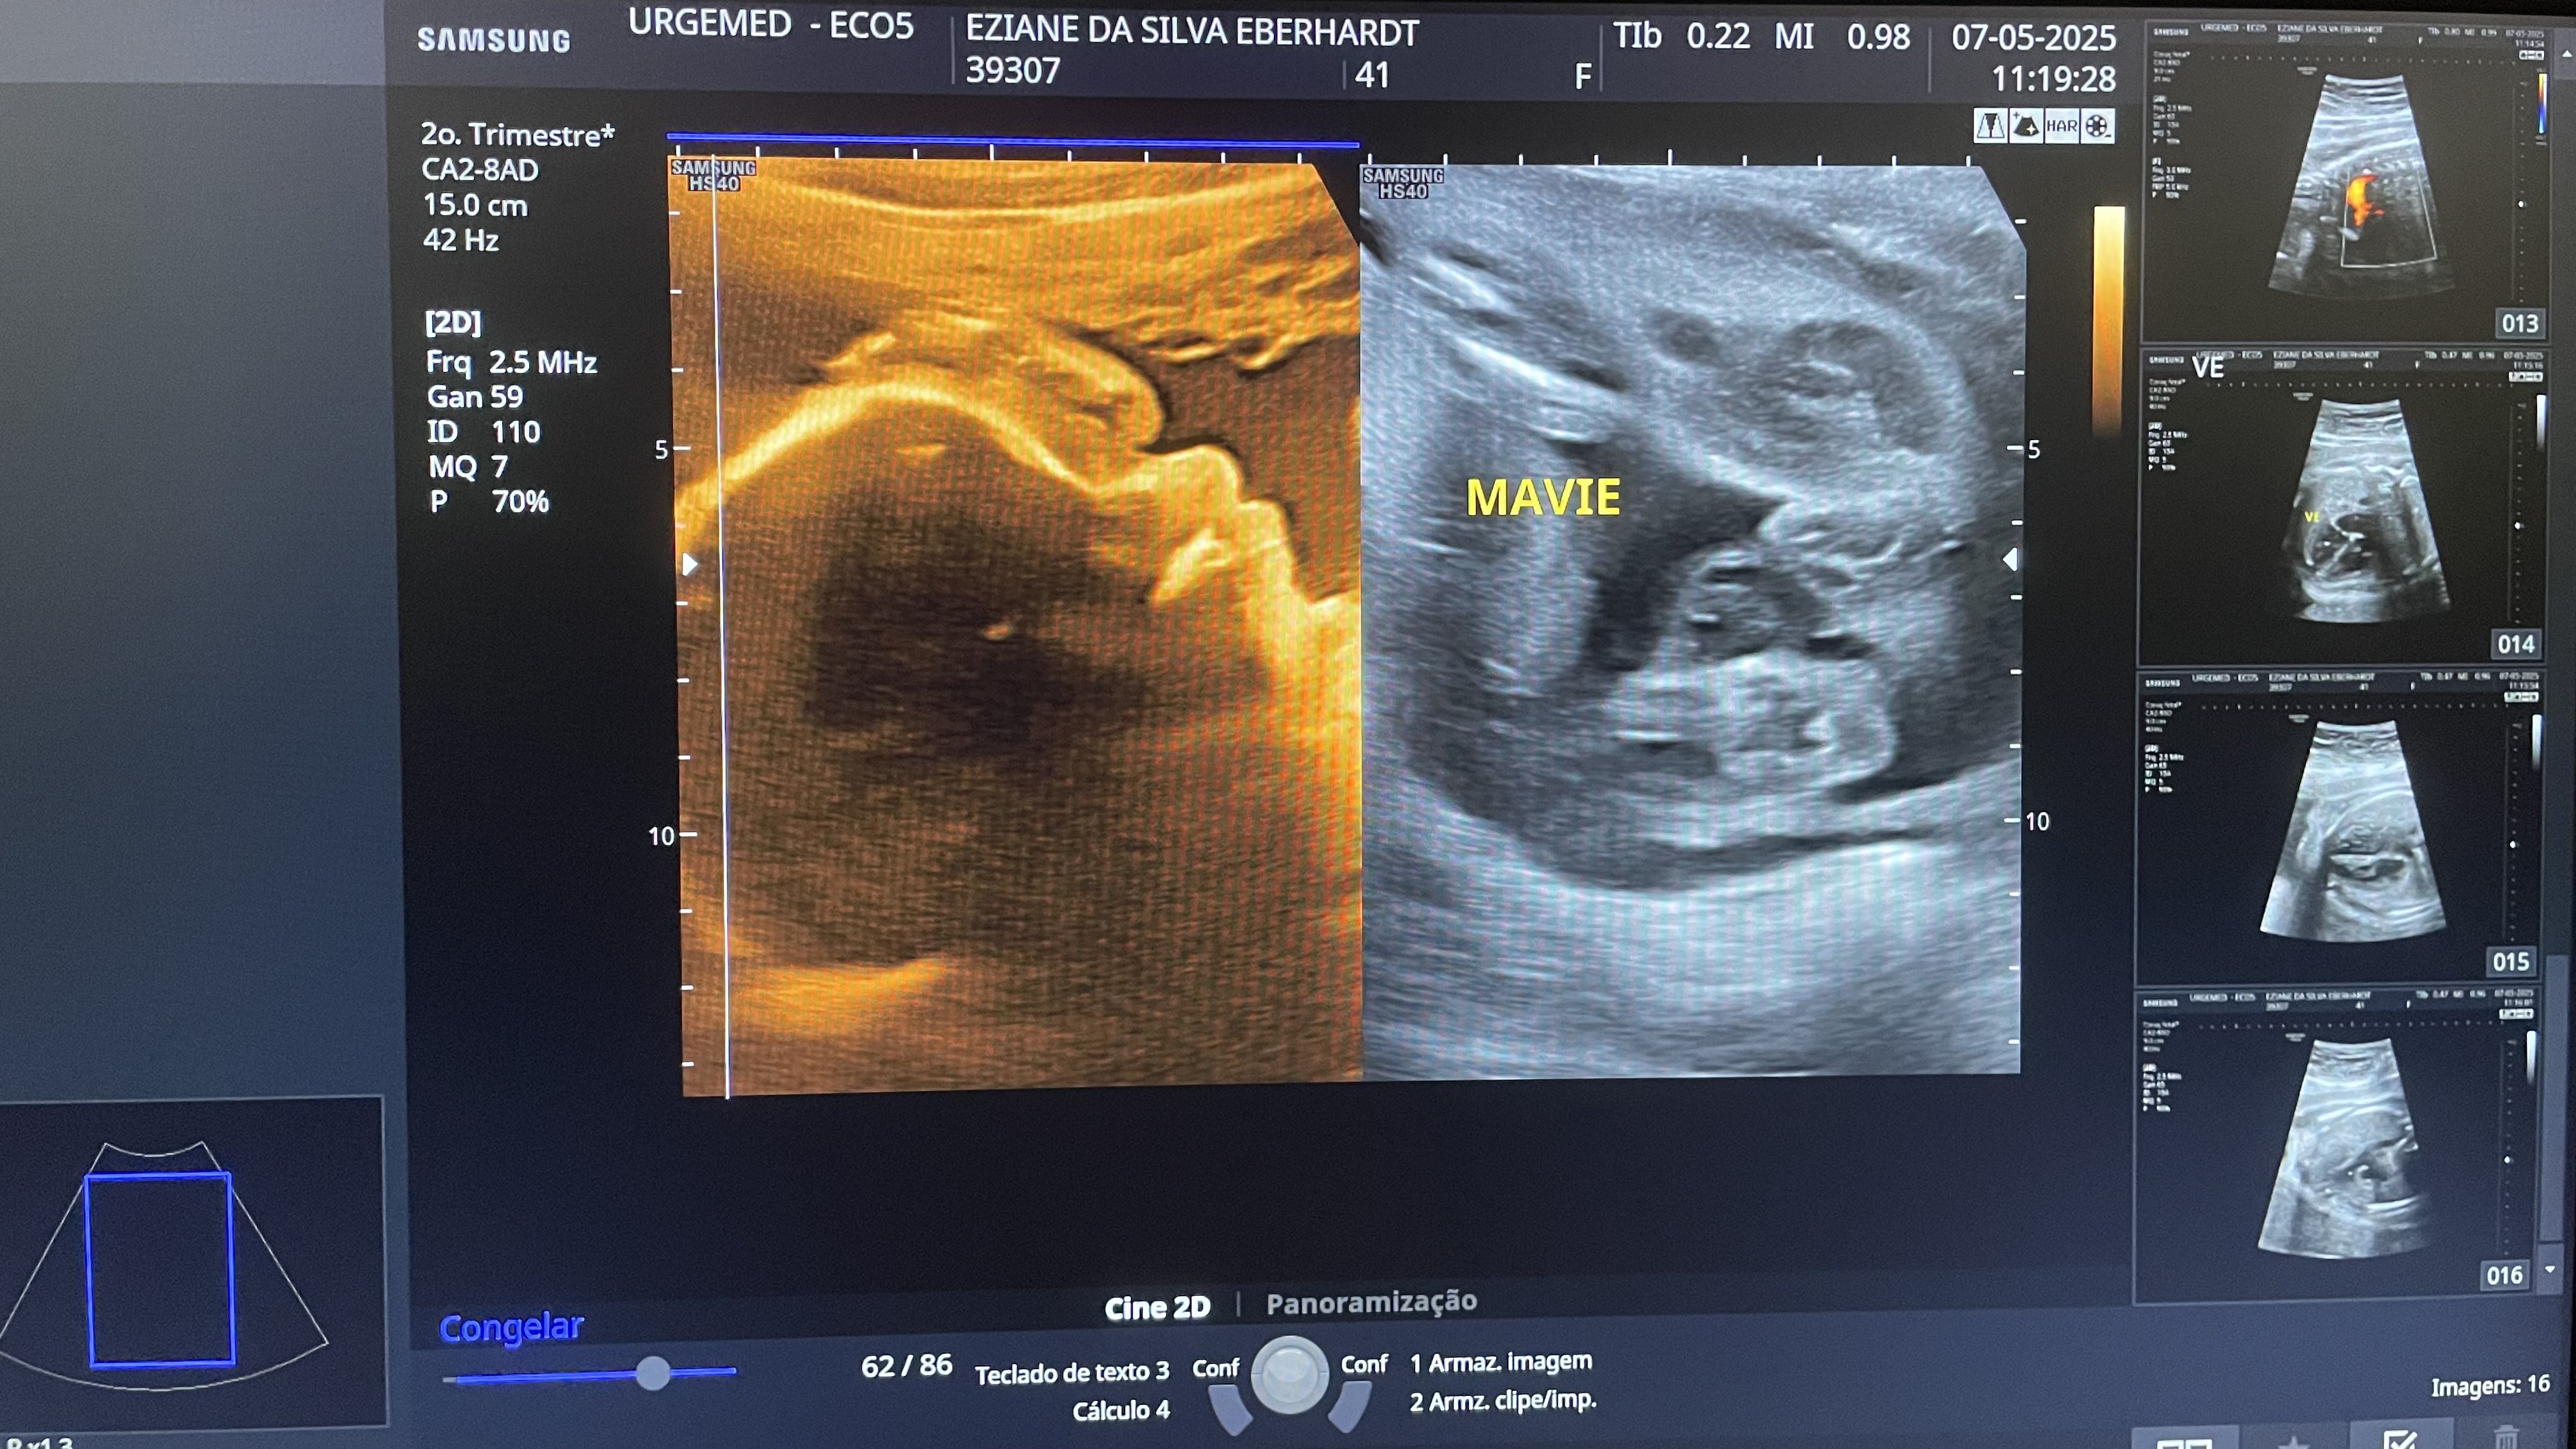 SAMSUNG
URGEMED - ECO5
EZIANE DA SILVA EBERHARDT
39307
41
F
TIb 0.22 MI 0.98
07-05-2025
11:19:28
HAR
2o. Trimestre*
CA2-8AD
15.0 cm
42 Hz
[2D]
Frq 2.5 MHz
Gan 59
ID 110
MQ 7
P 70%
SAMSUNG
HS40
SAMSUNG
HS40
5
10
MAVIE
5
10
013
VE
VE
014
015
016
Congelar
Cine 2D | Panoramização
62 / 86
Teclado de texto 3
Cálculo 4
Conf
Conf
1 Armaz. imagem
2 Armz. clipe/imp.
Imagens: 16